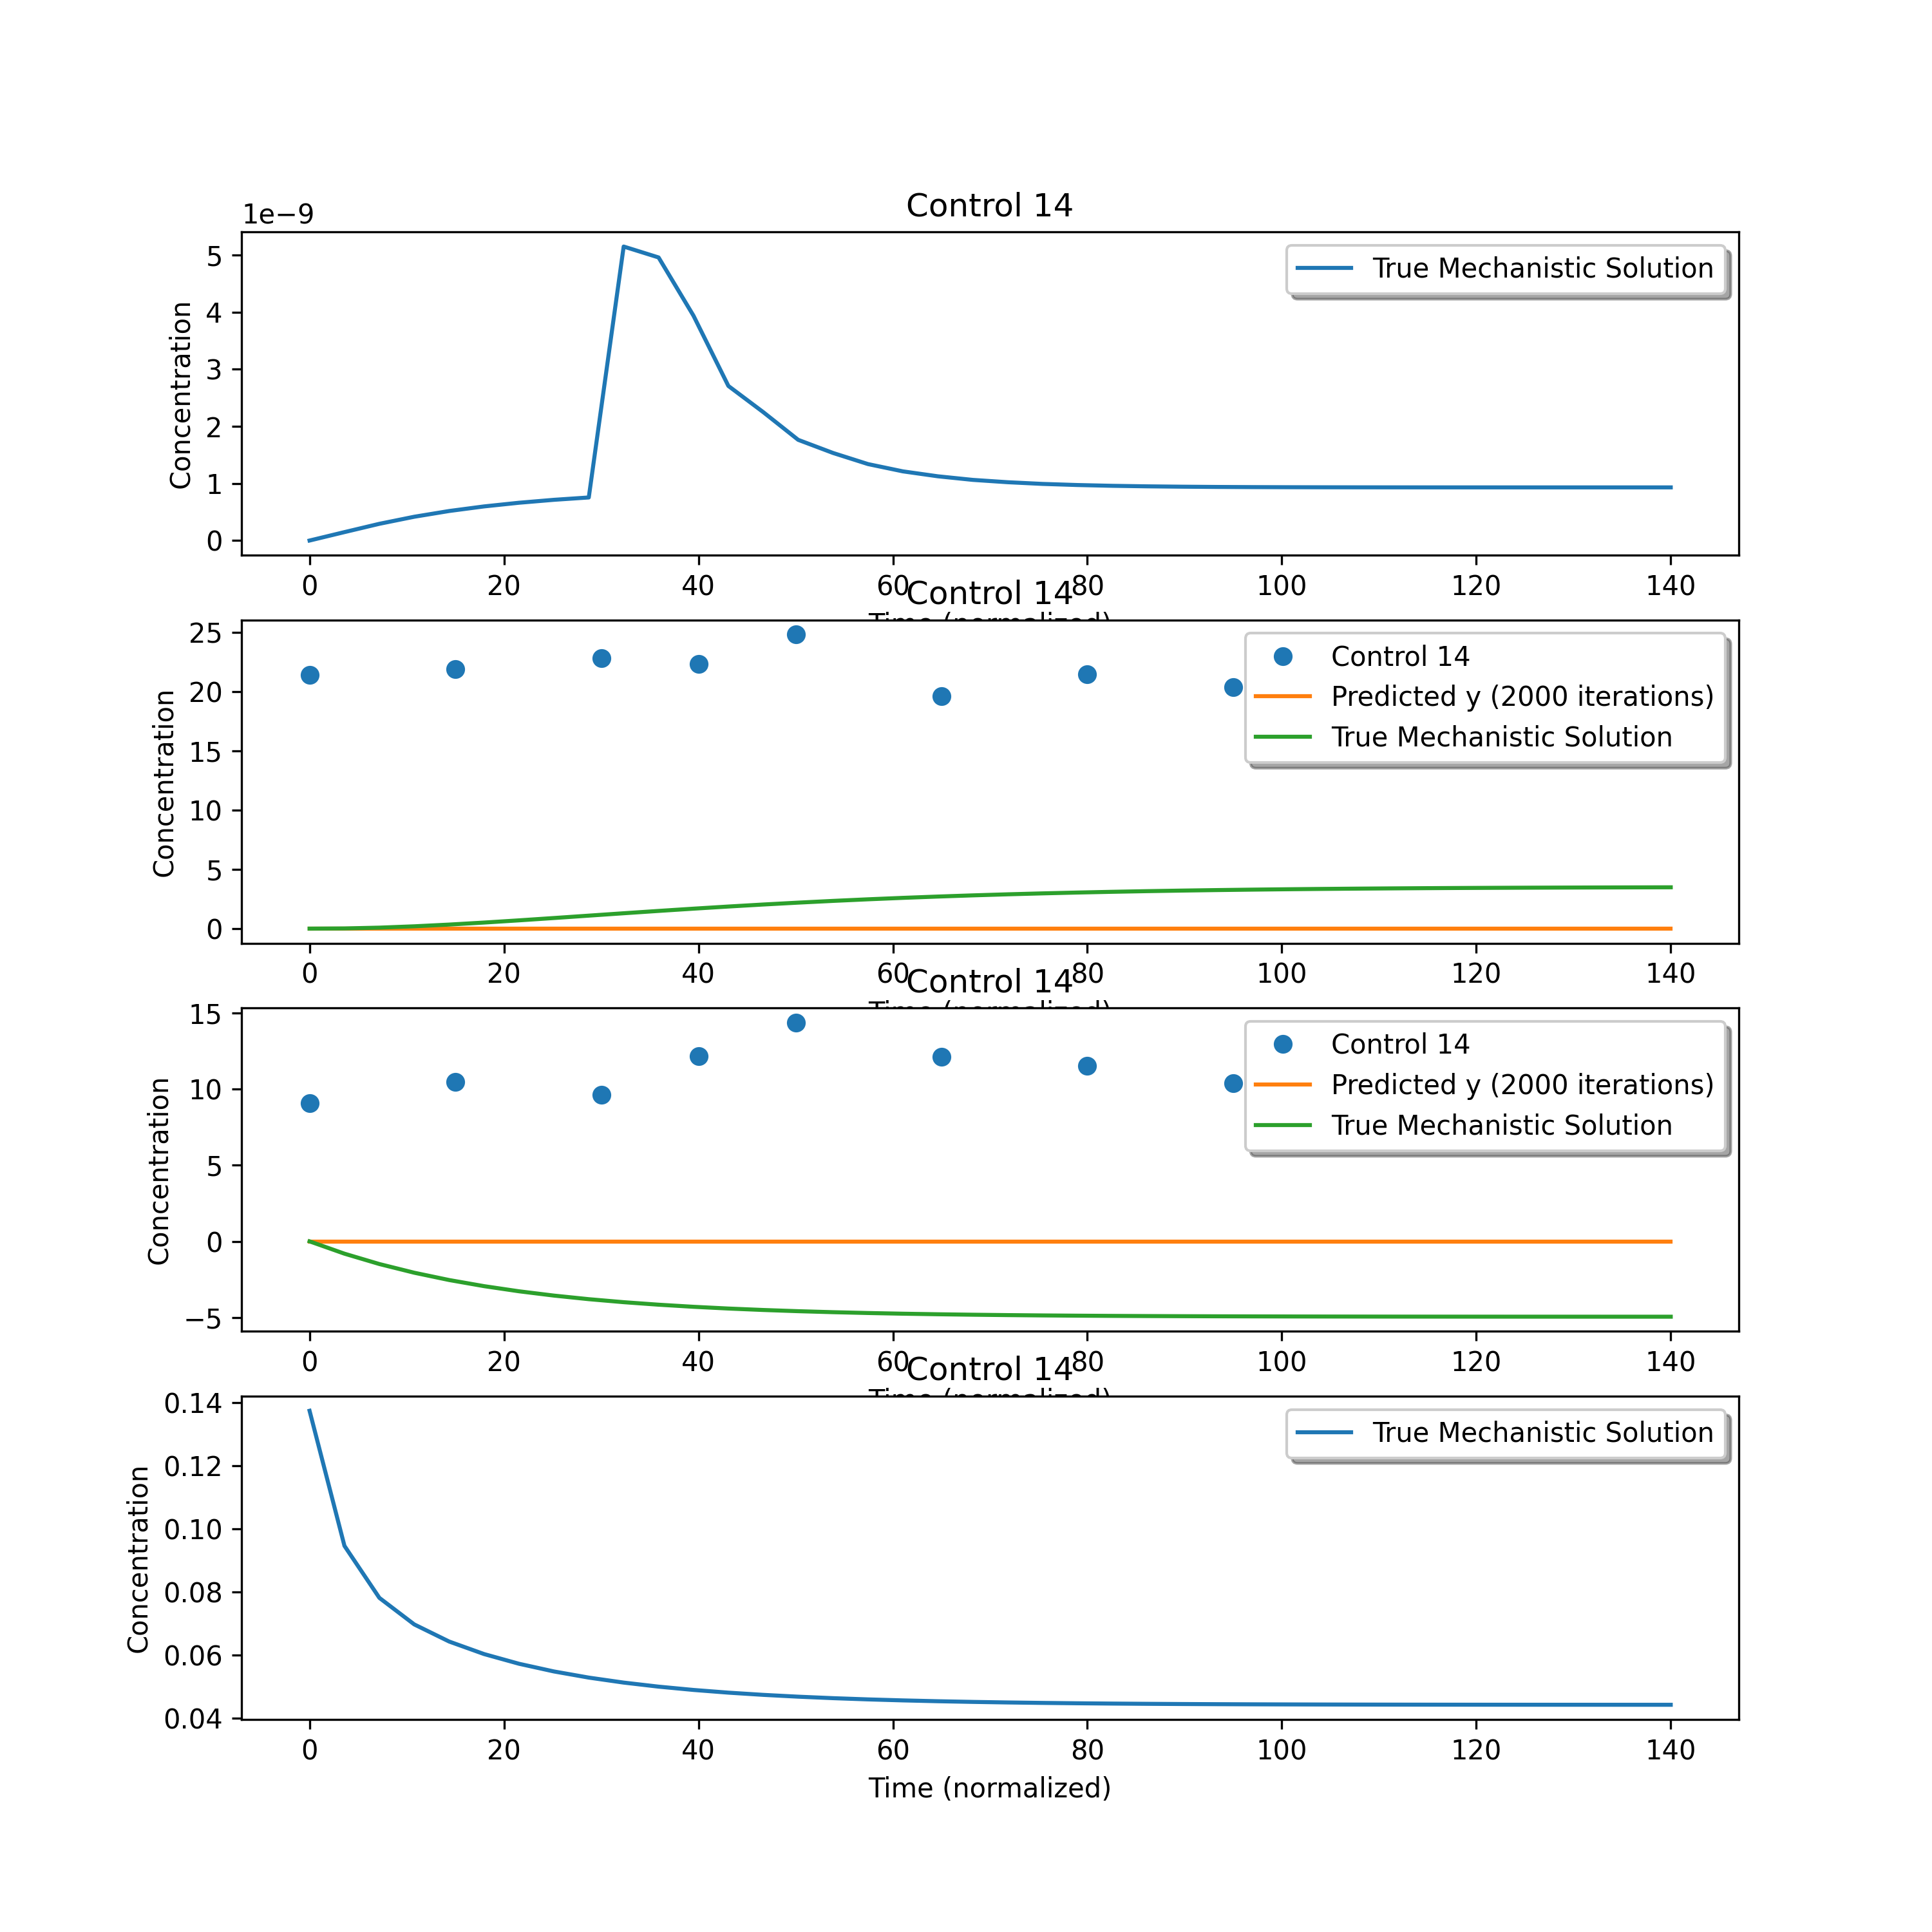 Control 14
1e−9
5
4
3
2
1
0
Concentration
True Mechanistic Solution
0 20 40 60 80 100 120 140
Control 14
25
20
15
10
5
0
Concentration
Control 14
Predicted y (2000 iterations)
True Mechanistic Solution
0 20 40 60 80 100 120 140
Control 14
15
10
5
0
−5
Concentration
Control 14
Predicted y (2000 iterations)
True Mechanistic Solution
0 20 40 60 80 100 120 140
Control 14
0.14
0.12
0.10
0.08
0.06
0.04
Concentration
True Mechanistic Solution
0 20 40 60 80 100 120 140
Time (normalized)